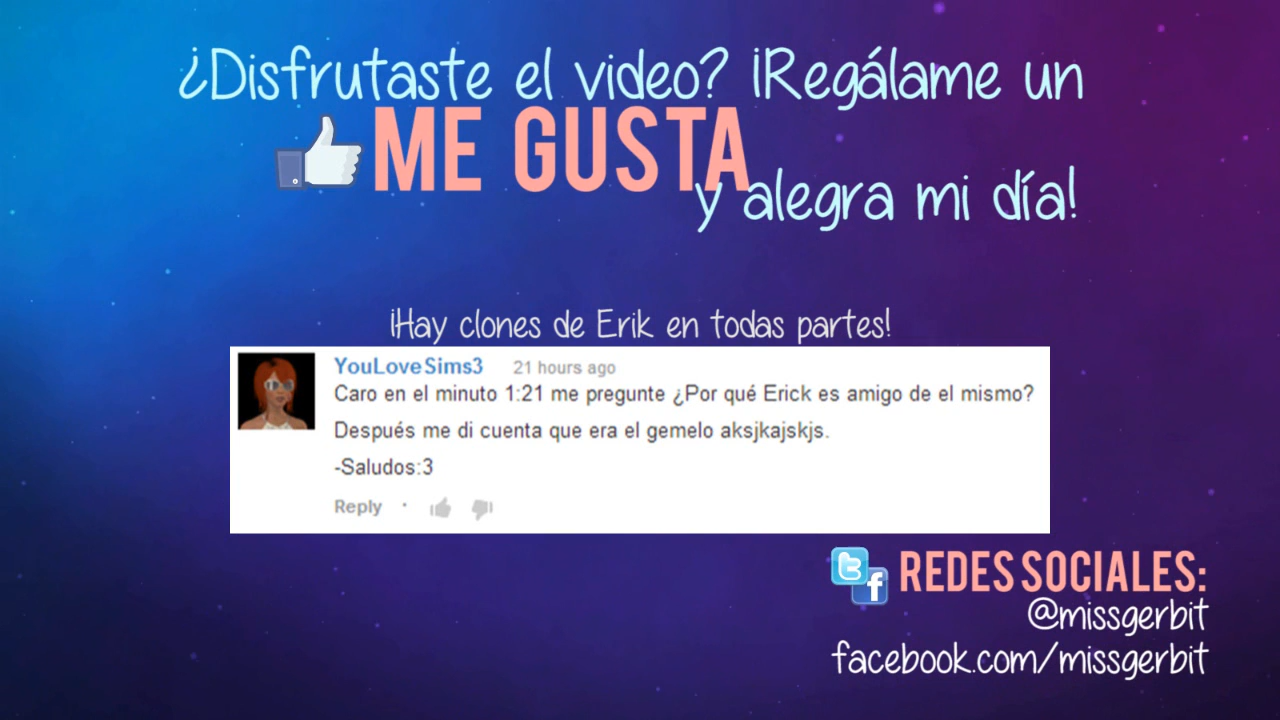 ¿Disfrutaste el video? ¡Regálame un
ME GUSTA
y alegra mi día!
¡Hay clones de Erik en todas partes!
YouLoveSims3 21 hours ago
Caro en el minuto 1:21 me pregunte ¿Por qué Erick es amigo de el mismo?
Después me di cuenta que era el gemelo aksjkajskjs.
-Saludos:3
Reply ·
REDES SOCIALES:
@missgerbit
facebook.com/missgerbit